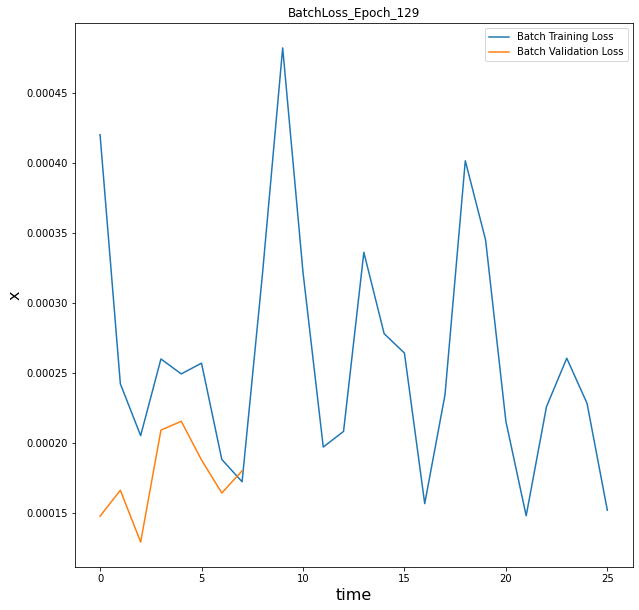 BatchLoss_Epoch_129
Batch Training Loss
Batch Validation Loss
x
0.00045
0.00040
0.00035
0.00030
0.00025
0.00020
0.00015
0 5 10 15 20 25
time